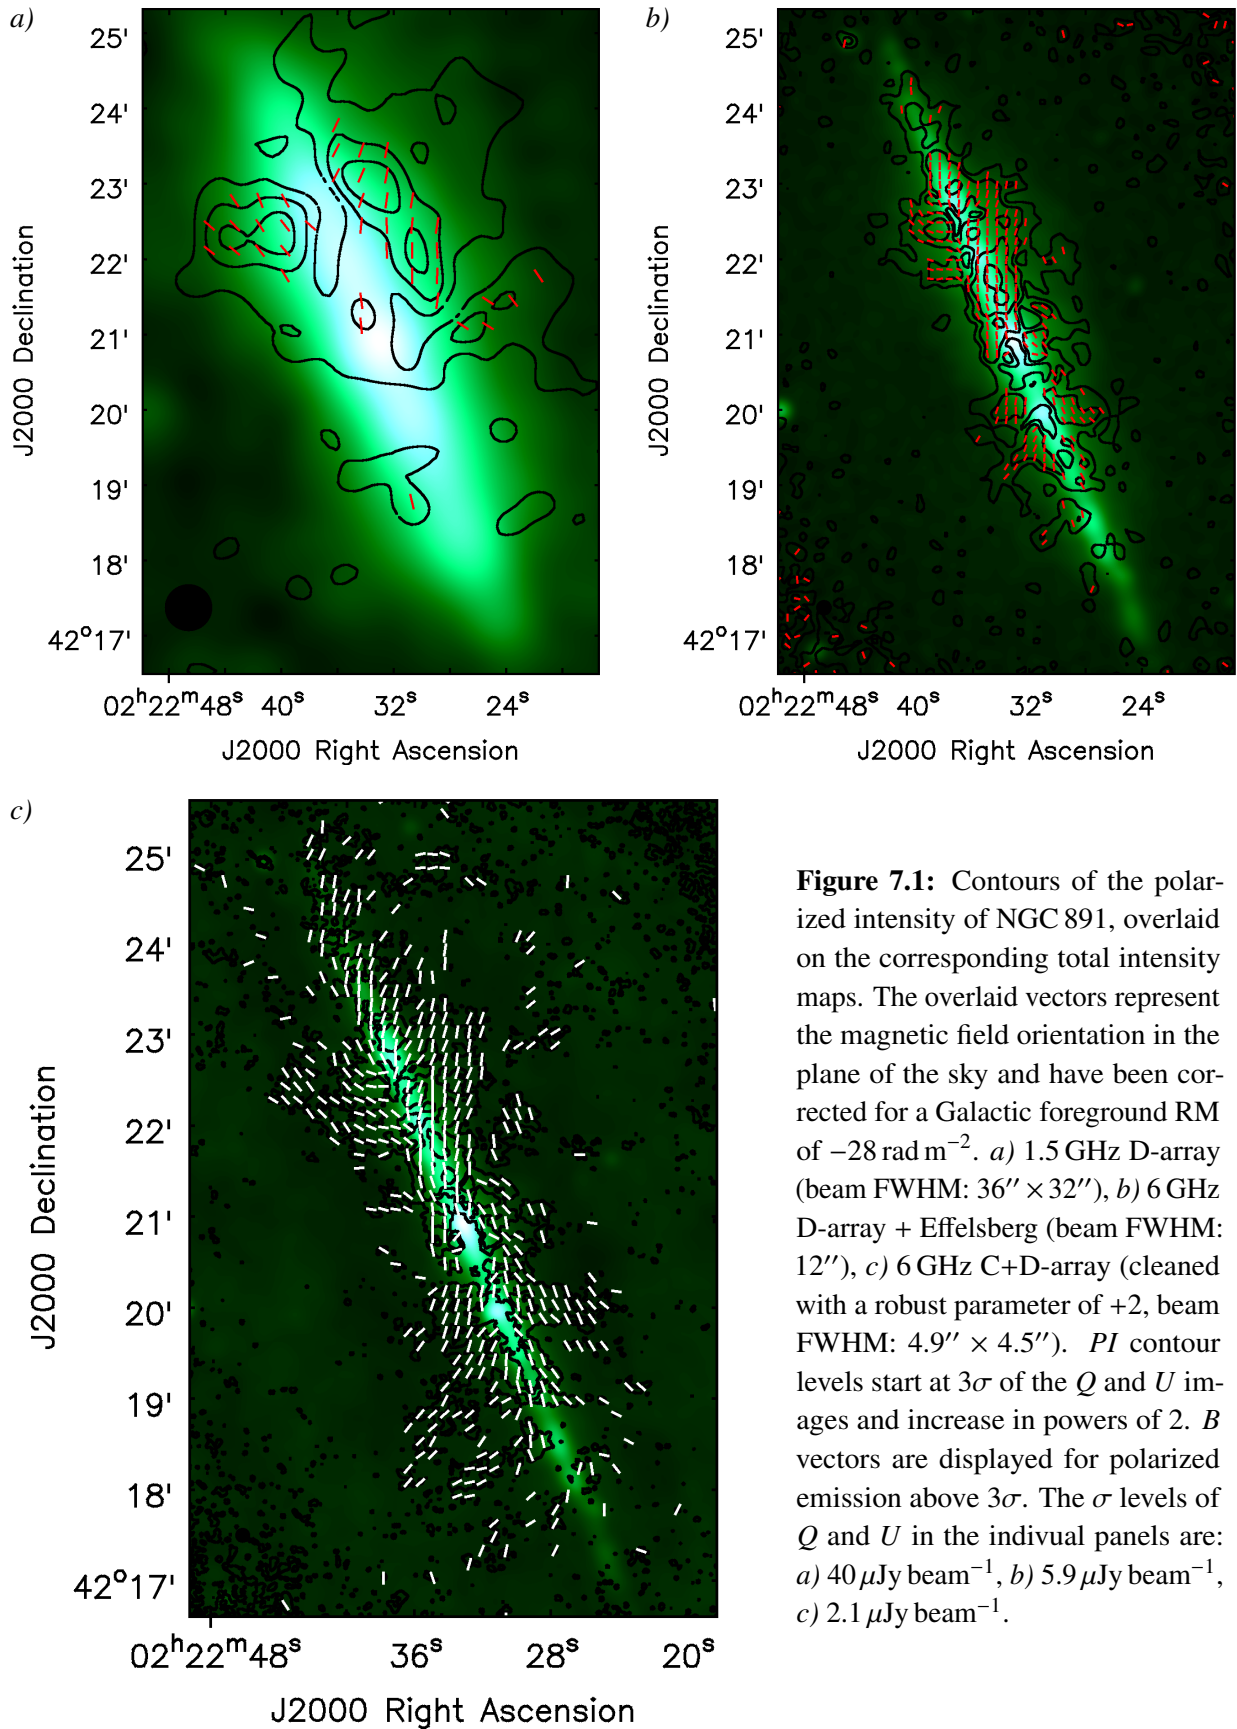 a)
25'
24'
23'
22'
21'
20'
19'
18'
42°17'
J2000 Declination
02ʰ22ᵐ48ˢ 40ˢ 32ˢ 24ˢ
J2000 Right Ascension
b)
25'
24'
23'
22'
21'
20'
19'
18'
42°17'
J2000 Declination
02ʰ22ᵐ48ˢ 40ˢ 32ˢ 24ˢ
J2000 Right Ascension
c)
25'
24'
23'
22'
21'
20'
19'
18'
42°17'
J2000 Declination
02ʰ22ᵐ48ˢ 36ˢ 28ˢ 20ˢ
J2000 Right Ascension
Figure 7.1: Contours of the polar-
ized intensity of NGC 891, overlaid
on the corresponding total intensity
maps. The overlaid vectors represent
the magnetic field orientation in the
plane of the sky and have been cor-
rected for a Galactic foreground RM
of −28 rad m⁻². a) 1.5 GHz D-array
(beam FWHM: 36″ × 32″), b) 6 GHz
D-array + Effelsberg (beam FWHM:
12″), c) 6 GHz C+D-array (cleaned
with a robust parameter of +2, beam
FWHM: 4.9″ × 4.5″). PI contour
levels start at 3σ of the Q and U im-
ages and increase in powers of 2. B
vectors are displayed for polarized
emission above 3σ. The σ levels of
Q and U in the indivual panels are:
a) 40 μJy beam⁻¹, b) 5.9 μJy beam⁻¹,
c) 2.1 μJy beam⁻¹.